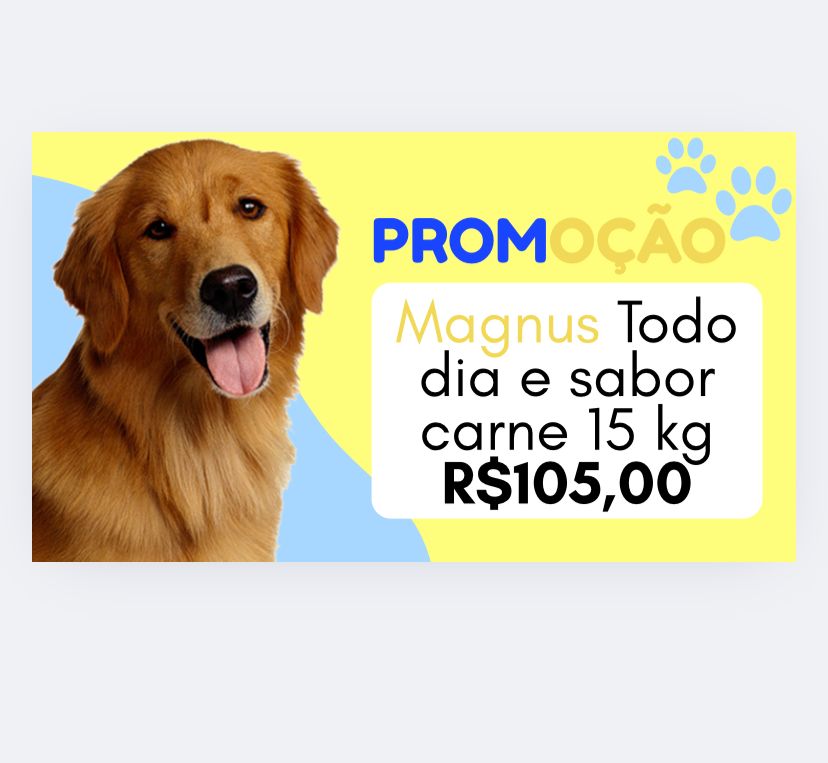 PROMOÇÃO
Magnus Todo
dia e sabor
carne 15 kg
R$105,00